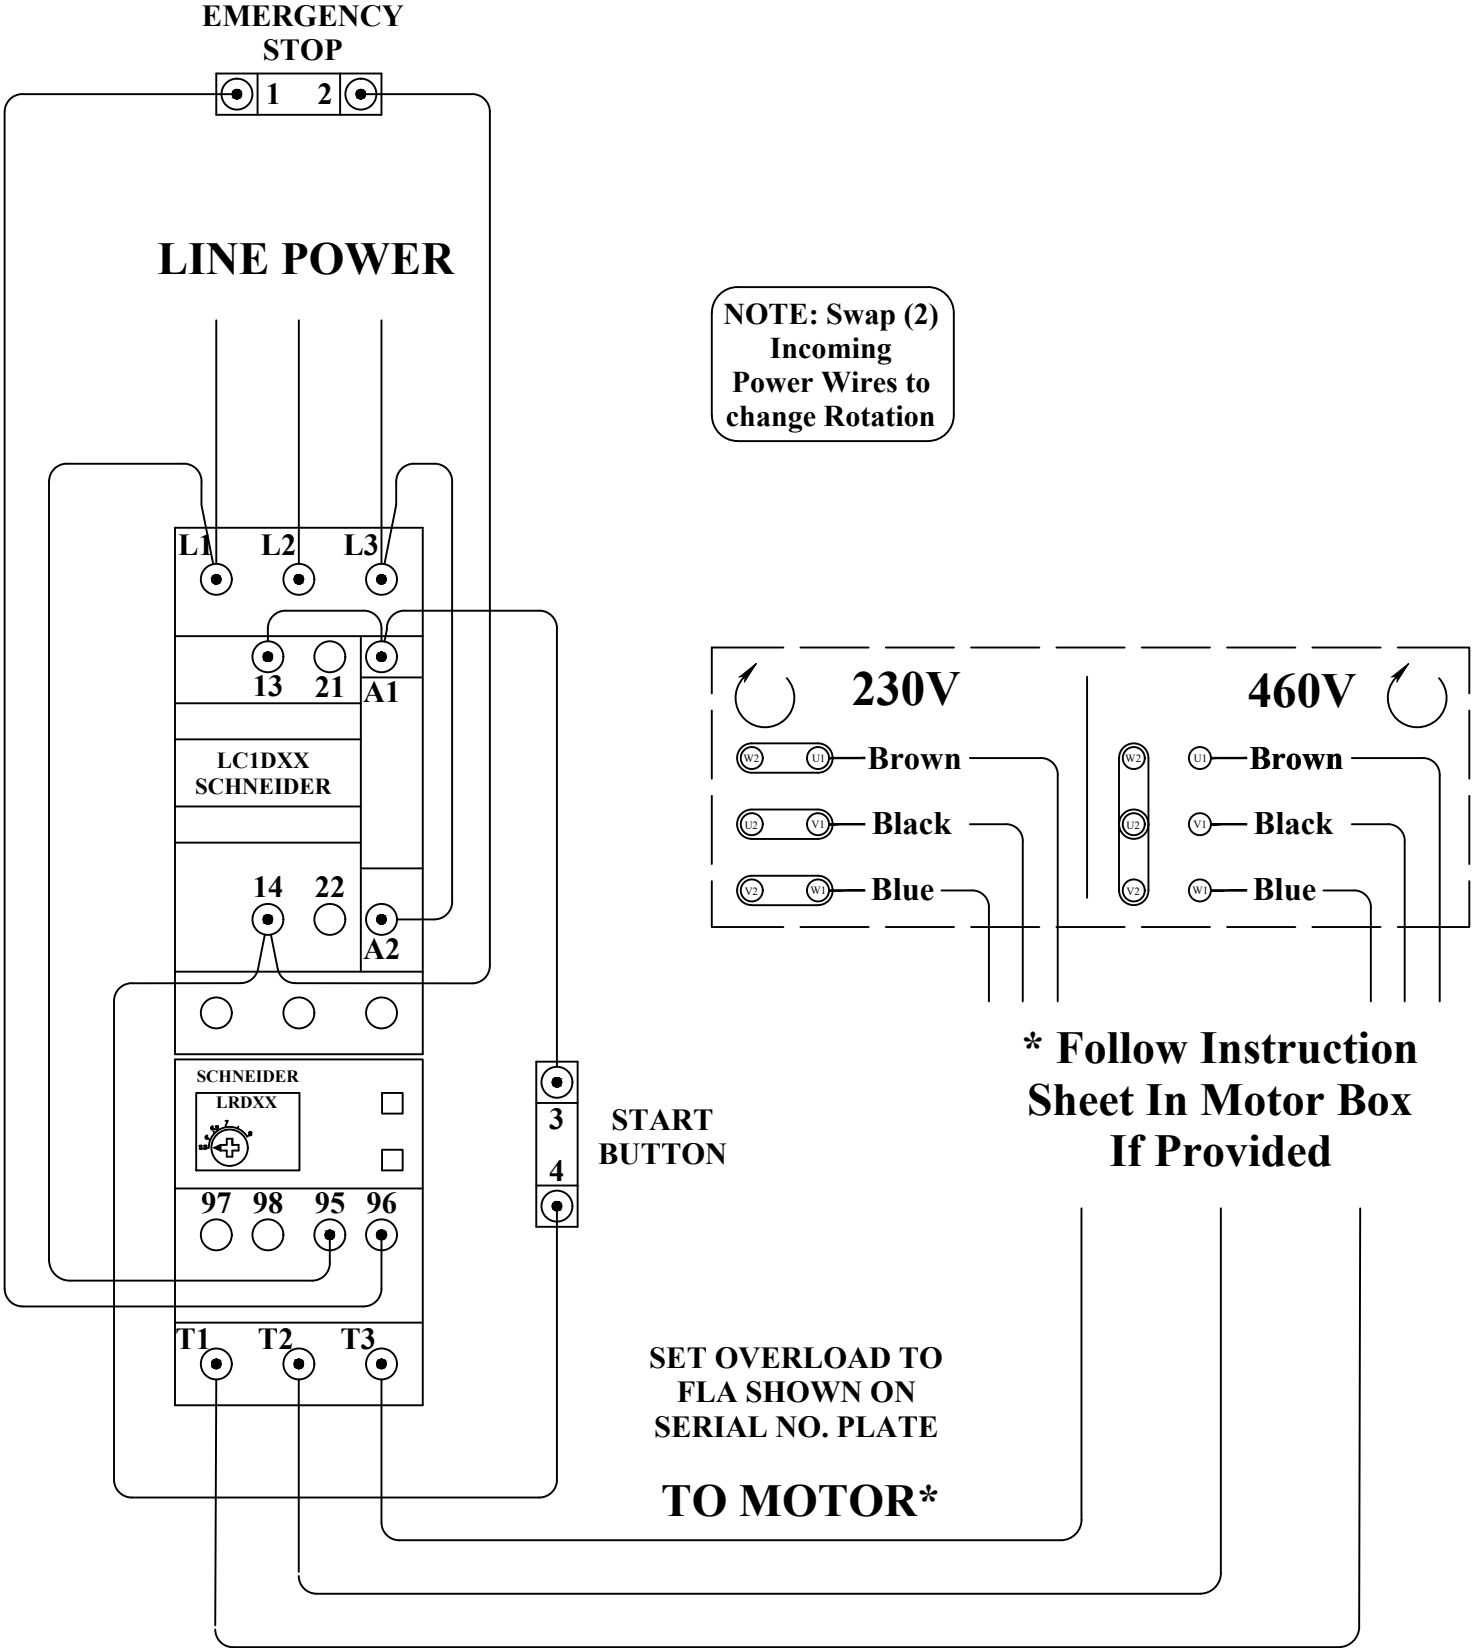 EMERGENCY
STOP
1 2
LINE POWER
NOTE: Swap (2)
Incoming
Power Wires to
change Rotation
L1 L2 L3
13 21 A1
LC1DXX
SCHNEIDER
14 22
A2
230V 460V
W2 U1 Brown W2 U1 Brown
U2 V1 Black U2 V1 Black
V2 W1 Blue V2 W1 Blue
* Follow Instruction
Sheet In Motor Box
If Provided
SCHNEIDER
LRDXX
3
4
START
BUTTON
97 98 95 96
T1 T2 T3
SET OVERLOAD TO
FLA SHOWN ON
SERIAL NO. PLATE
TO MOTOR*